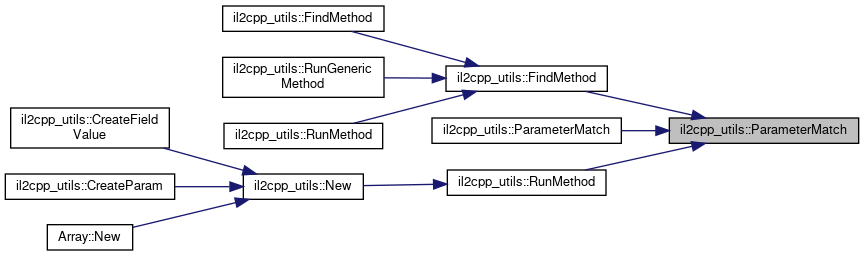 il2cpp_utils::FindMethod
il2cpp_utils::RunGeneric
Method
il2cpp_utils::FindMethod
il2cpp_utils::CreateField
Value
il2cpp_utils::RunMethod
il2cpp_utils::ParameterMatch
il2cpp_utils::ParameterMatch
il2cpp_utils::CreateParam
il2cpp_utils::New
il2cpp_utils::RunMethod
Array::New